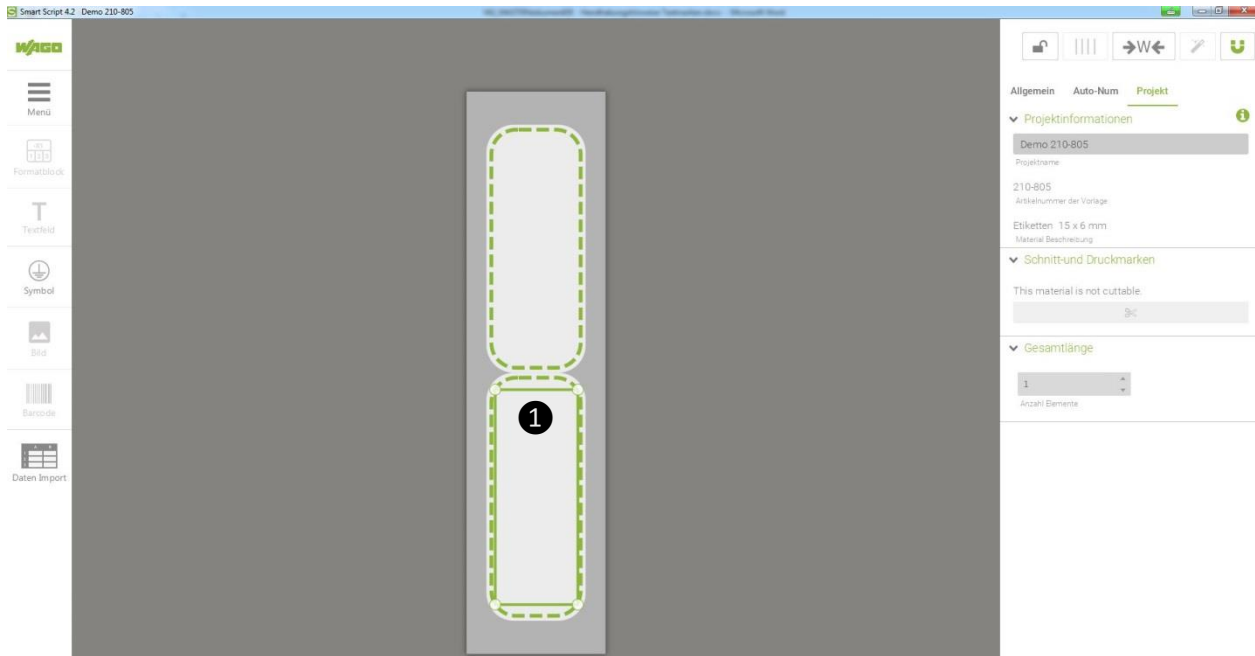 Smart Script 4.2 Demo 210-805
WAGO
Menü
Formatblock
Textfeld
Symbol
Bild
Barcode
Daten Import
1
W
Allgemein Auto-Num Projekt
Projektinformationen
Demo 210-805
Projektname
210-805
Artikelnummer der Vorlage
Etiketten 15 x 6 mm
Material Beschreibung
Schnitt-und Druckmarken
This material is not cuttable.
Gesamtlänge
1
Anzahl Elemente